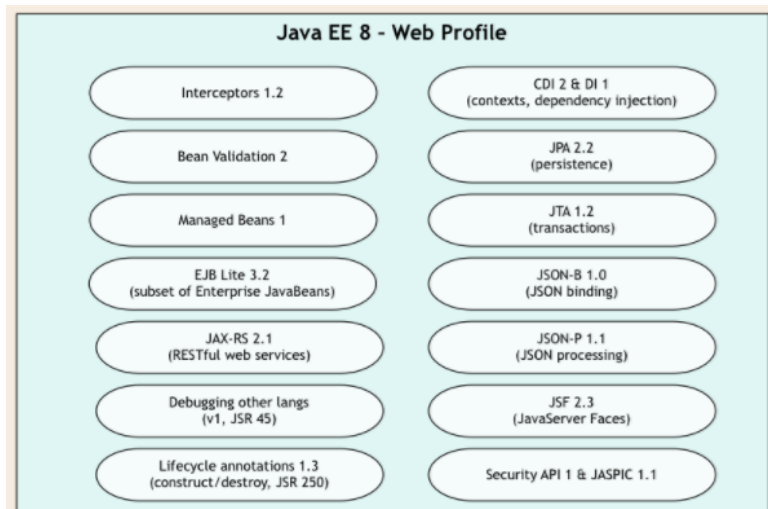 Java EE 8 - Web Profile
Interceptors 1.2
CDI 2 & DI 1
(contexts, dependency injection)
Bean Validation 2
JPA 2.2
(persistence)
Managed Beans 1
JTA 1.2
(transactions)
EJB Lite 3.2
(subset of Enterprise JavaBeans)
JSON-B 1.0
(JSON binding)
JAX-RS 2.1
(RESTful web services)
JSON-P 1.1
(JSON processing)
Debugging other langs
(v1, JSR 45)
JSF 2.3
(JavaServer Faces)
Lifecycle annotations 1.3
(construct/destroy, JSR 250)
Security API 1 & JASPIC 1.1